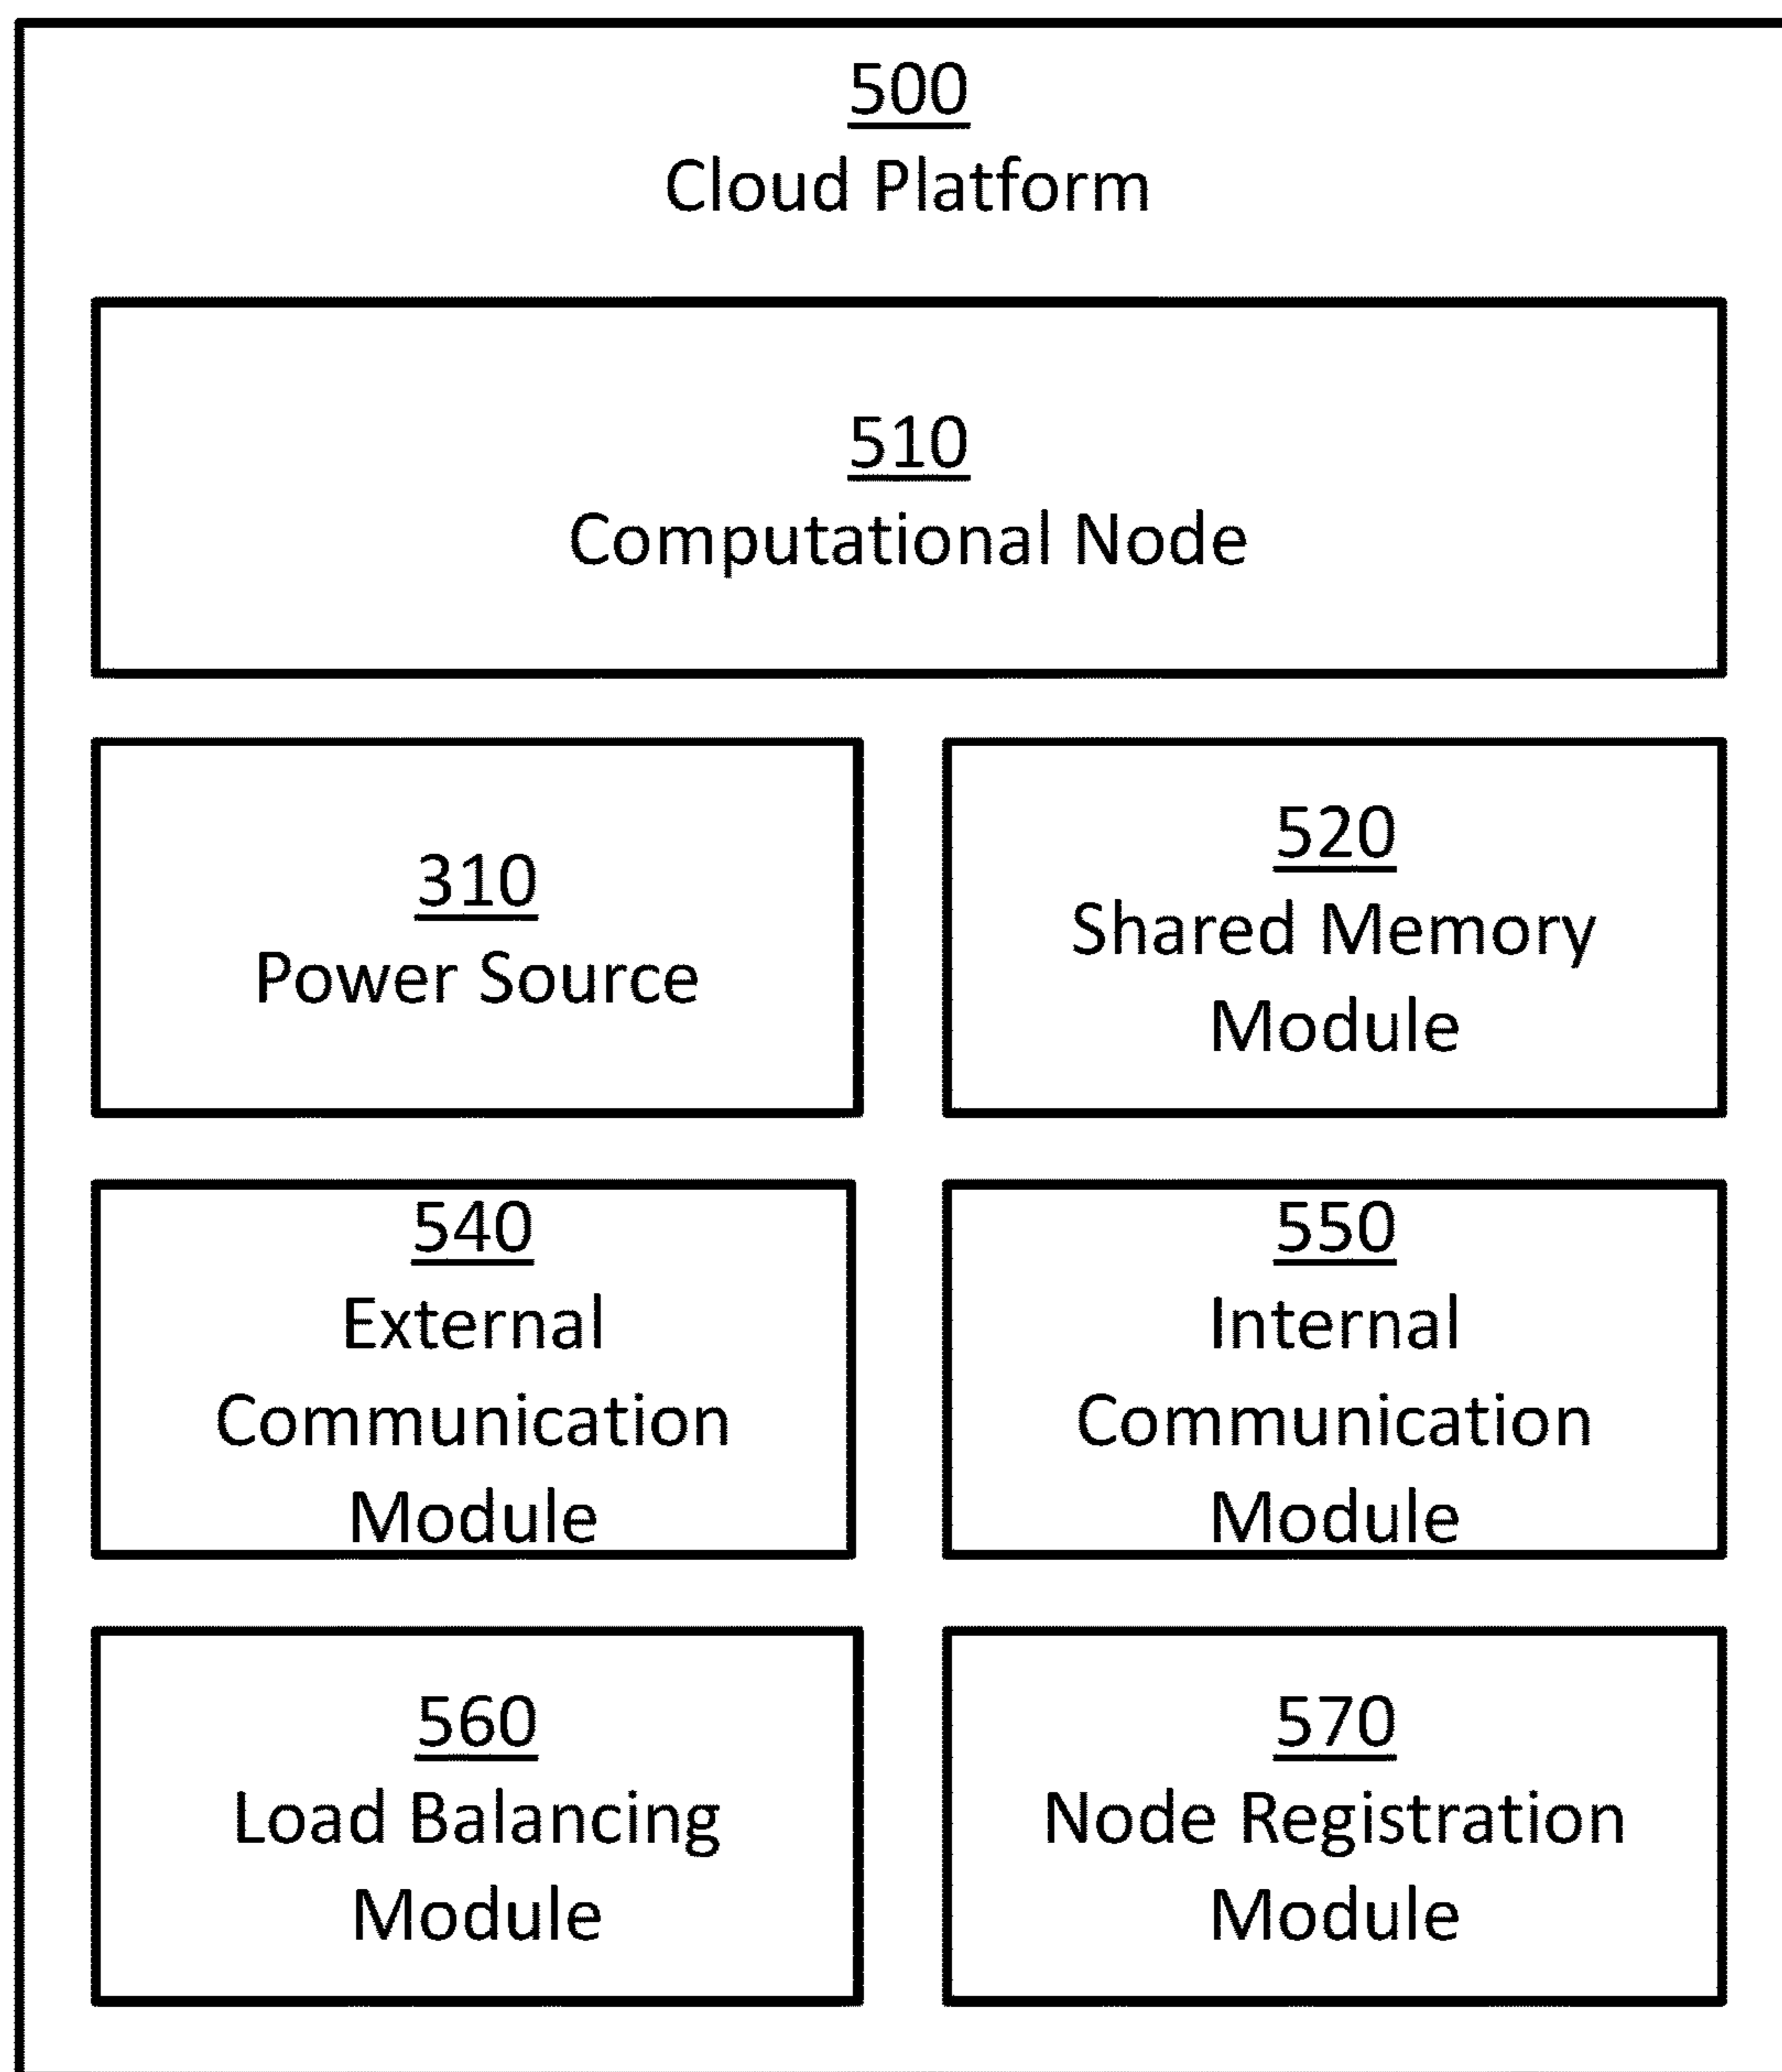 500
Cloud Platform
510
Computational Node
310
Power Source
520
Shared Memory
Module
540
External
Communication
Module
550
Internal
Communication
Module
560
Load Balancing
Module
570
Node Registration
Module